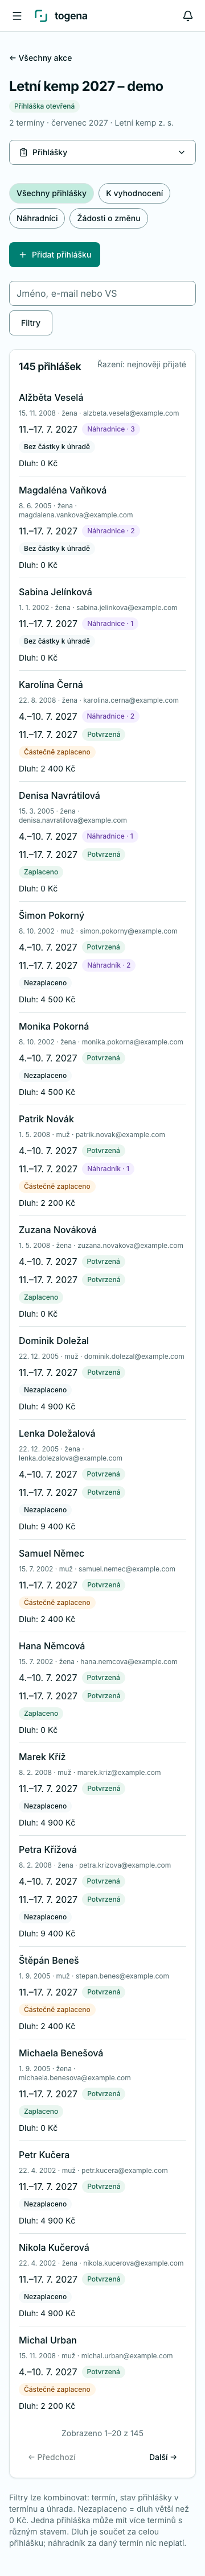 togena
← Všechny akce
Letní kemp 2027 – demo
Přihláška otevřená
2 termíny · červenec 2027 · Letní kemp z. s.
Přihlášky
Všechny přihlášky
K vyhodnocení
Náhradníci
Žádosti o změnu
+ Přidat přihlášku
Jméno, e-mail nebo VS
Filtry
145 přihlášek
Řazení: nejnověji přijaté
Alžběta Veselá
15. 11. 2008 · žena · alzbeta.vesela@example.com
11.–17. 7. 2027 Náhradnice · 3
Bez částky k úhradě
Dluh: 0 Kč
Magdaléna Vaňková
8. 6. 2005 · žena ·
magdalena.vankova@example.com
11.–17. 7. 2027 Náhradnice · 2
Bez částky k úhradě
Dluh: 0 Kč
Sabina Jelínková
1. 1. 2002 · žena · sabina.jelinkova@example.com
11.–17. 7. 2027 Náhradnice · 1
Bez částky k úhradě
Dluh: 0 Kč
Karolína Černá
22. 8. 2008 · žena · karolina.cerna@example.com
4.–10. 7. 2027 Náhradnice · 2
11.–17. 7. 2027 Potvrzená
Částečně zaplaceno
Dluh: 2 400 Kč
Denisa Navrátilová
15. 3. 2005 · žena ·
denisa.navratilova@example.com
4.–10. 7. 2027 Náhradnice · 1
11.–17. 7. 2027 Potvrzená
Zaplaceno
Dluh: 0 Kč
Šimon Pokorný
8. 10. 2002 · muž · simon.pokorny@example.com
4.–10. 7. 2027 Potvrzená
11.–17. 7. 2027 Náhradník · 2
Nezaplaceno
Dluh: 4 500 Kč
Monika Pokorná
8. 10. 2002 · žena · monika.pokorna@example.com
4.–10. 7. 2027 Potvrzená
Nezaplaceno
Dluh: 4 500 Kč
Patrik Novák
1. 5. 2008 · muž · patrik.novak@example.com
4.–10. 7. 2027 Potvrzená
11.–17. 7. 2027 Náhradník · 1
Částečně zaplaceno
Dluh: 2 200 Kč
Zuzana Nováková
1. 5. 2008 · žena · zuzana.novakova@example.com
4.–10. 7. 2027 Potvrzená
11.–17. 7. 2027 Potvrzená
Zaplaceno
Dluh: 0 Kč
Dominik Doležal
22. 12. 2005 · muž · dominik.dolezal@example.com
11.–17. 7. 2027 Potvrzená
Nezaplaceno
Dluh: 4 900 Kč
Lenka Doležalová
22. 12. 2005 · žena ·
lenka.dolezalova@example.com
4.–10. 7. 2027 Potvrzená
11.–17. 7. 2027 Potvrzená
Nezaplaceno
Dluh: 9 400 Kč
Samuel Němec
15. 7. 2002 · muž · samuel.nemec@example.com
11.–17. 7. 2027 Potvrzená
Částečně zaplaceno
Dluh: 2 400 Kč
Hana Němcová
15. 7. 2002 · žena · hana.nemcova@example.com
4.–10. 7. 2027 Potvrzená
11.–17. 7. 2027 Potvrzená
Zaplaceno
Dluh: 0 Kč
Marek Kříž
8. 2. 2008 · muž · marek.kriz@example.com
11.–17. 7. 2027 Potvrzená
Nezaplaceno
Dluh: 4 900 Kč
Petra Křížová
8. 2. 2008 · žena · petra.krizova@example.com
4.–10. 7. 2027 Potvrzená
11.–17. 7. 2027 Potvrzená
Nezaplaceno
Dluh: 9 400 Kč
Štěpán Beneš
1. 9. 2005 · muž · stepan.benes@example.com
11.–17. 7. 2027 Potvrzená
Částečně zaplaceno
Dluh: 2 400 Kč
Michaela Benešová
1. 9. 2005 · žena ·
michaela.benesova@example.com
11.–17. 7. 2027 Potvrzená
Zaplaceno
Dluh: 0 Kč
Petr Kučera
22. 4. 2002 · muž · petr.kucera@example.com
11.–17. 7. 2027 Potvrzená
Nezaplaceno
Dluh: 4 900 Kč
Nikola Kučerová
22. 4. 2002 · žena · nikola.kucerova@example.com
11.–17. 7. 2027 Potvrzená
Nezaplaceno
Dluh: 4 900 Kč
Michal Urban
15. 11. 2008 · muž · michal.urban@example.com
4.–10. 7. 2027 Potvrzená
Částečně zaplaceno
Dluh: 2 200 Kč
Zobrazeno 1–20 z 145
← Předchozí
Další →
Filtry lze kombinovat: termín, stav přihlášky v
termínu a úhrada. Nezaplaceno = dluh větší než
0 Kč. Jedna přihláška může mít více termínů s
různým stavem. Dluh je součet za celou
přihlášku; náhradník za daný termín nic neplatí.